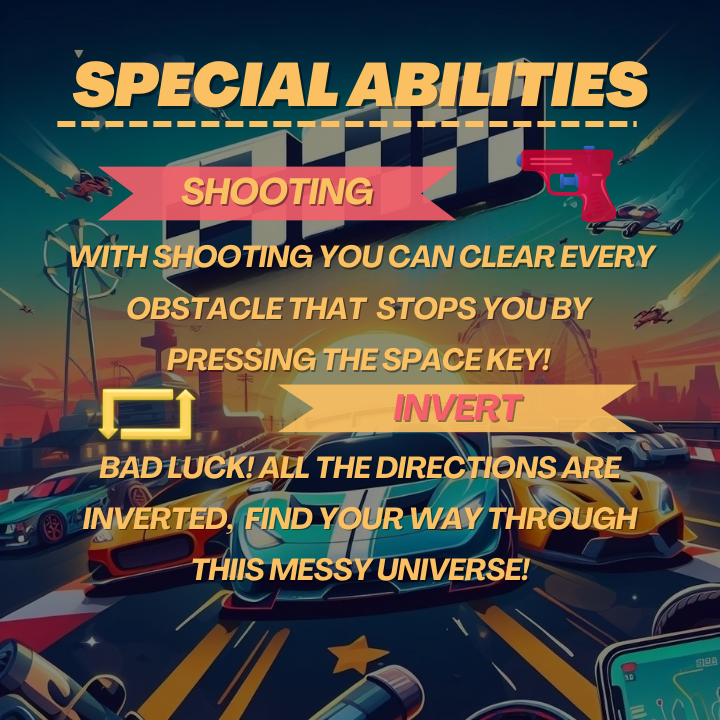 SPECIAL ABILITIES
SHOOTING
WITH SHOOTING YOU CAN CLEAR EVERY
OBSTACLE THAT STOPS YOU BY
PRESSING THE SPACE KEY!
INVERT
BAD LUCK! ALL THE DIRECTIONS ARE
INVERTED, FIND YOUR WAY THROUGH
THIIS MESSY UNIVERSE!